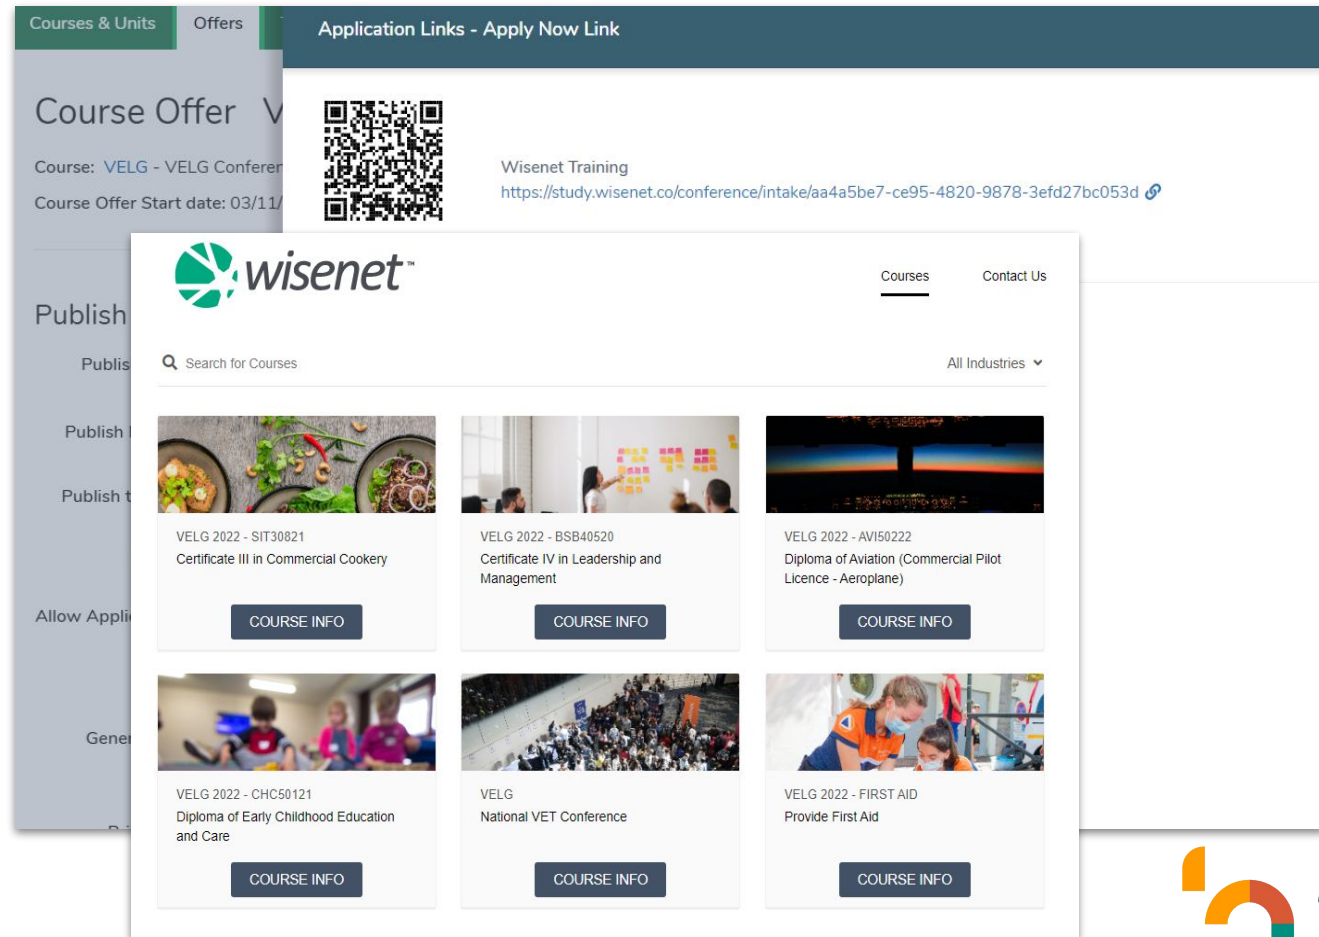 Courses & Units
Offers
Application Links - Apply Now Link
Course Offer
Course: VELG - VELG
Course Offer Start date: 03/11/
Wisenet Training
https://study.wisenet.co/conference/intake/aa4a5be7-ce95-4820-9878-3efd27bc053d
Publish
Publish
Publish
Allow
wisenet™
Courses
Contact Us
Search for Courses
All Industries
VELG 2022 - SIT30821
Certificate III in Commercial Cookery
COURSE INFO
VELG 2022 - BSB40520
Certificate IV in Leadership and
Management
COURSE INFO
VELG 2022 - AVI50222
Diploma of Aviation (Commercial Pilot
Licence - Aeroplane)
COURSE INFO
VELG 2022 - CHC50121
Diploma of Early Childhood Education
and Care
COURSE INFO
VELG
National VET Conference
COURSE INFO
VELG 2022 - FIRST AID
Provide First Aid
COURSE INFO